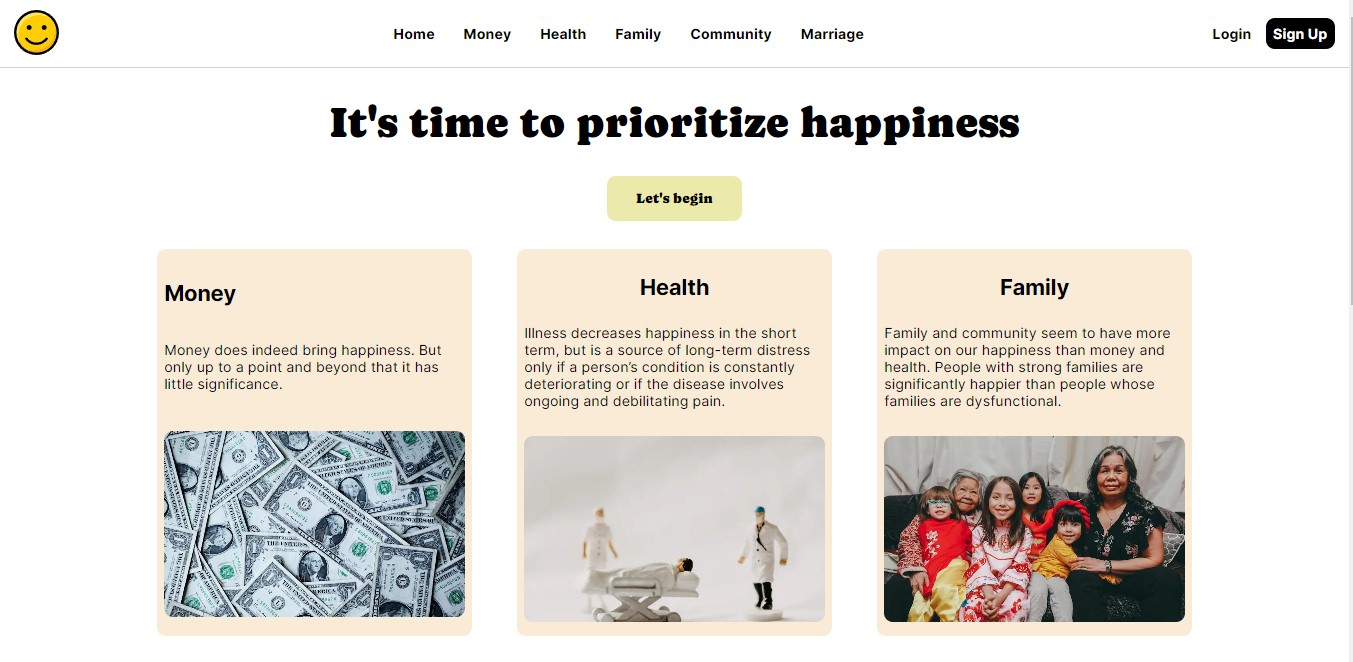 Home Money Health Family Community Marriage Login Sign Up
It's time to prioritize happiness
Let's begin
Money
Money does indeed bring happiness. But
only up to a point and beyond that it has
little significance.
Health
Illness decreases happiness in the short
term, but is a source of long-term distress
only if a person’s condition is constantly
deteriorating or if the disease involves
ongoing and debilitating pain.
Family
Family and community seem to have more
impact on our happiness than money and
health. People with strong families are
significantly happier than people whose
families are dysfunctional.